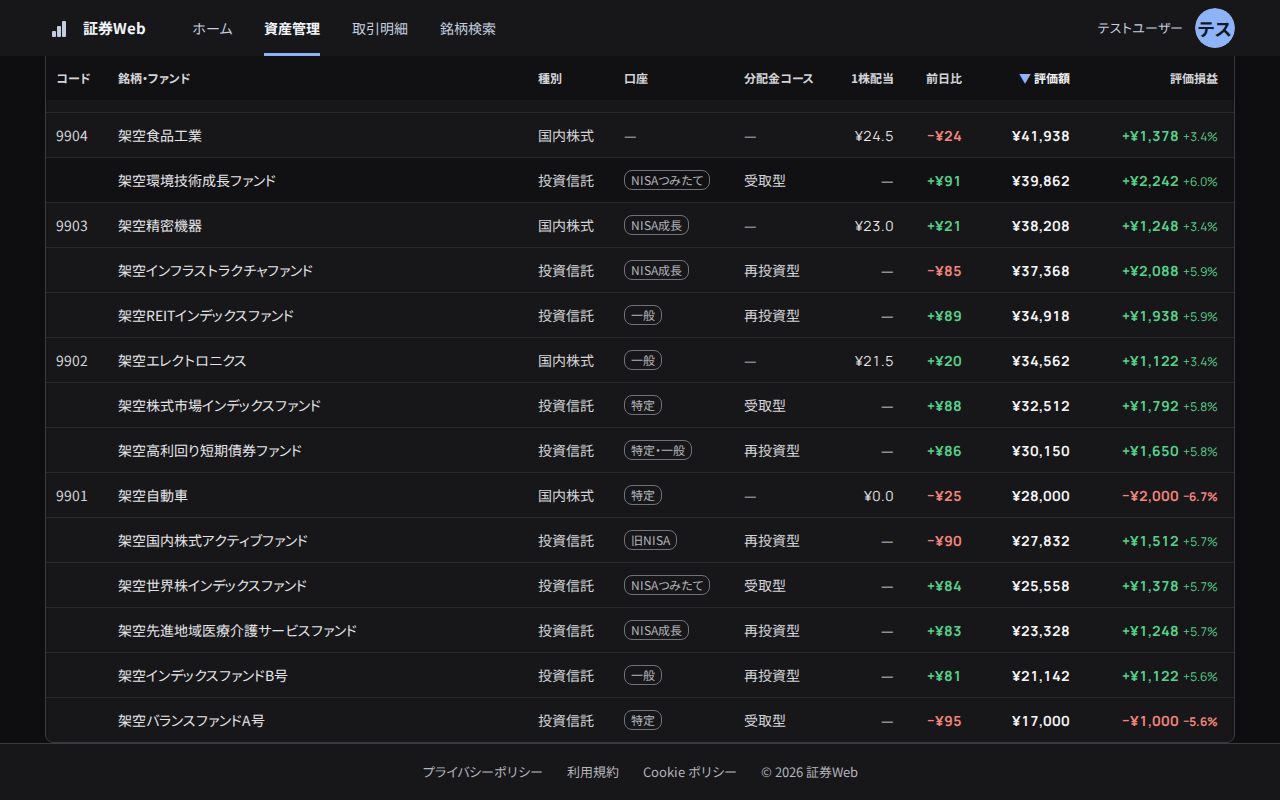 証券Web ホーム 資産管理 取引明細 銘柄検索 テストユーザー テス
コード 銘柄・ファンド 種別 口座 分配金コース 1株配当 前日比 ▼ 評価額 評価損益
9904 架空食品工業 国内株式 — — ¥24.5 −¥24 ¥41,938 +¥1,378 +3.4%
架空環境技術成長ファンド 投資信託 NISAつみたて 受取型 — +¥91 ¥39,862 +¥2,242 +6.0%
9903 架空精密機器 国内株式 NISA成長 — ¥23.0 +¥21 ¥38,208 +¥1,248 +3.4%
架空インフラストラクチャファンド 投資信託 NISA成長 再投資型 — −¥85 ¥37,368 +¥2,088 +5.9%
架空REITインデックスファンド 投資信託 一般 再投資型 — +¥89 ¥34,918 +¥1,938 +5.9%
9902 架空エレクトロニクス 国内株式 一般 — ¥21.5 +¥20 ¥34,562 +¥1,122 +3.4%
架空株式市場インデックスファンド 投資信託 特定 受取型 — +¥88 ¥32,512 +¥1,792 +5.8%
架空高利回り短期債券ファンド 投資信託 特定・一般 再投資型 — +¥86 ¥30,150 +¥1,650 +5.8%
9901 架空自動車 国内株式 特定 — ¥0.0 −¥25 ¥28,000 −¥2,000 −6.7%
架空国内株式アクティブファンド 投資信託 旧NISA 再投資型 — −¥90 ¥27,832 +¥1,512 +5.7%
架空世界株インデックスファンド 投資信託 NISAつみたて 受取型 — +¥84 ¥25,558 +¥1,378 +5.7%
架空先進地域医療介護サービスファンド 投資信託 NISA成長 再投資型 — +¥83 ¥23,328 +¥1,248 +5.7%
架空インデックスファンドB号 投資信託 一般 再投資型 — +¥81 ¥21,142 +¥1,122 +5.6%
架空バランスファンドA号 投資信託 特定 受取型 — −¥95 ¥17,000 −¥1,000 −5.6%
プライバシーポリシー 利用規約 Cookie ポリシー © 2026 証券Web